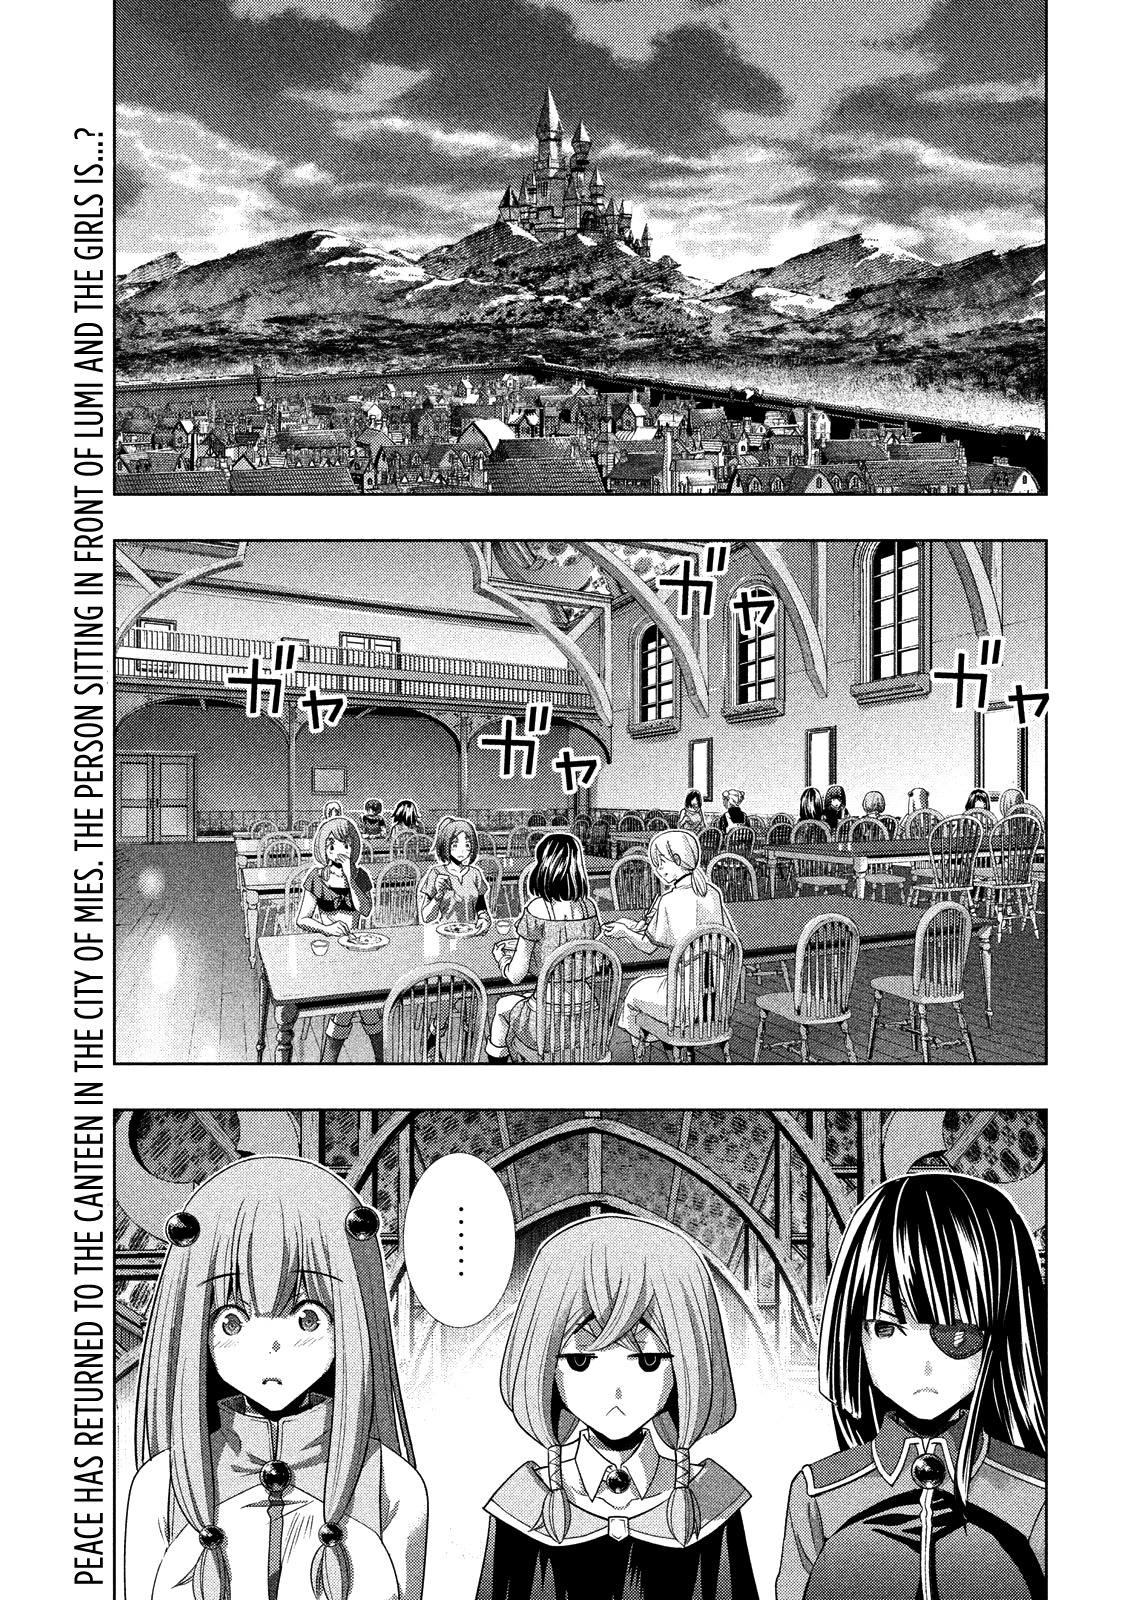 PEACE HAS RETURNED TO THE CANTEEN IN THE CITY OF MIES. THE PERSON SITTING IN FRONT OF LUMI AND THE GIRLS IS...?
ガヤ
ガヤ
ガヤ
ガヤ
......